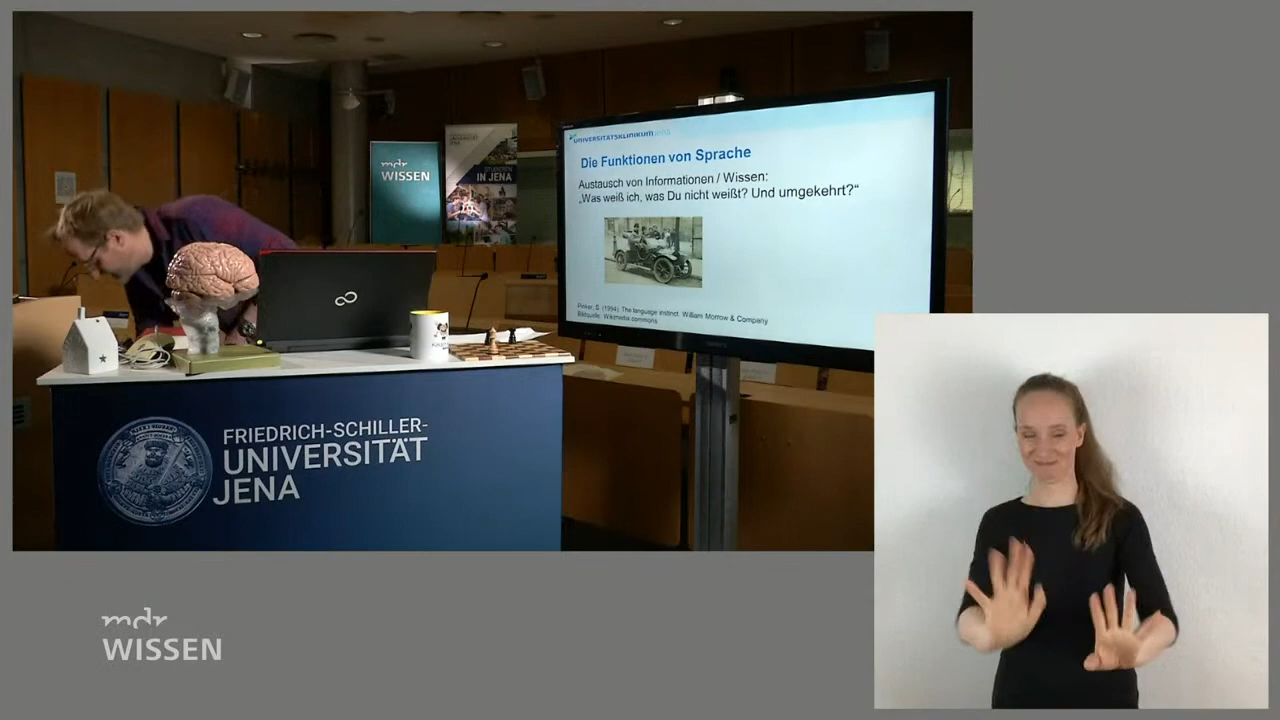 mdr
WISSEN
STUDIEREN
IN JENA
UNIVERSITÄTSKLINIKUM jena
Die Funktionen von Sprache
Austausch von Informationen / Wissen:
„Was weiß ich, was Du nicht weißt? Und umgekehrt?“
Pinker, S. (1994). The language instinct. William Morrow & Company
Bildquelle: Wikimedia commons
FRIEDRICH-SCHILLER-
UNIVERSITÄT
JENA
mdr
WISSEN